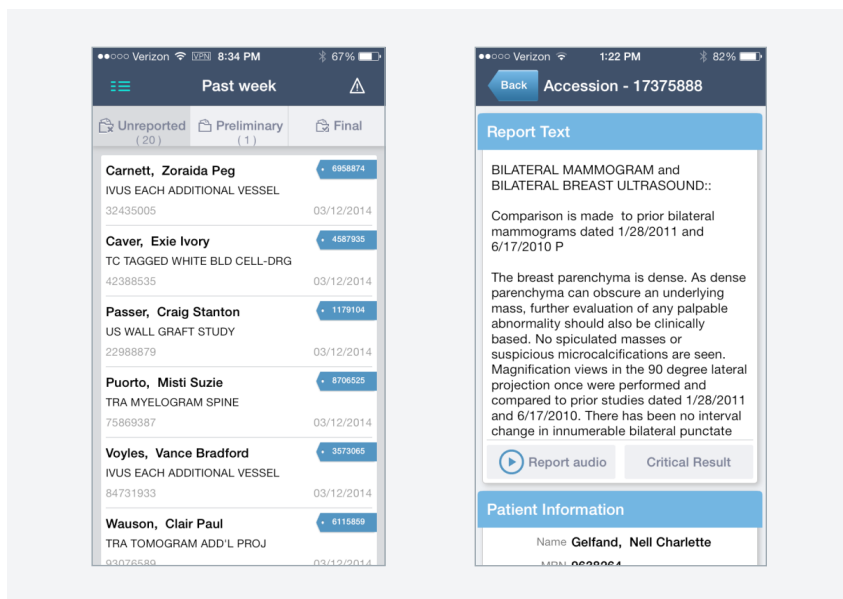 Verizon VPN 8:34 PM 67%
Past week
Unreported Preliminary Final
(20) (1)
Carnett, Zoraida Peg 6958874
IVUS EACH ADDITIONAL VESSEL
32435005 03/12/2014
Caver, Exie Ivory 4587935
TC TAGGED WHITE BLD CELL-DRG
42388535 03/12/2014
Passer, Craig Stanton 1179104
US WALL GRAFT STUDY
22988879 03/12/2014
Puorto, Misti Suzie 8706525
TRA MYELOGRAM SPINE
75869387 03/12/2014
Voyles, Vance Bradford 3573065
IVUS EACH ADDITIONAL VESSEL
84731933 03/12/2014
Wauson, Clair Paul 6115859
TRA TOMOGRAM ADD'L PROJ
93076589 03/12/2014
Verizon 1:22 PM 82%
Back Accession - 17375888
Report Text
BILATERAL MAMMOGRAM and
BILATERAL BREAST ULTRASOUND::
Comparison is made to prior bilateral
mammograms dated 1/28/2011 and
6/17/2010 P
The breast parenchyma is dense. As dense
parenchyma can obscure an underlying
mass, further evaluation of any palpable
abnormality should also be clinically
based. No spiculated masses or
suspicious microcalcifications are seen.
Magnification views in the 90 degree lateral
projection once were performed and
compared to prior studies dated 1/28/2011
and 6/17/2010. There has been no interval
change in innumerable bilateral punctate
Report audio Critical Result
Patient Information
Name Gelfand, Nell Charlette
MRN 9638264